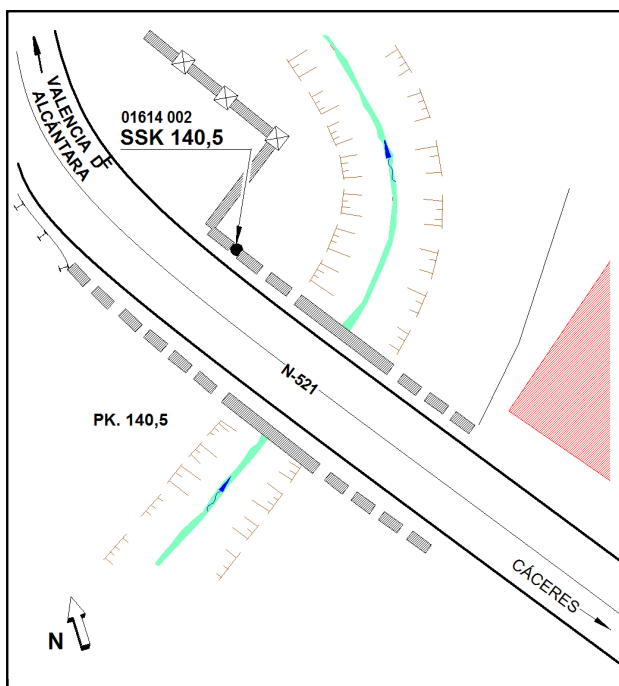 VALENCIA DE
ALCÁNTARA
01614 002
SSK 140,5
N-521
PK. 140,5
CÁCERES
N